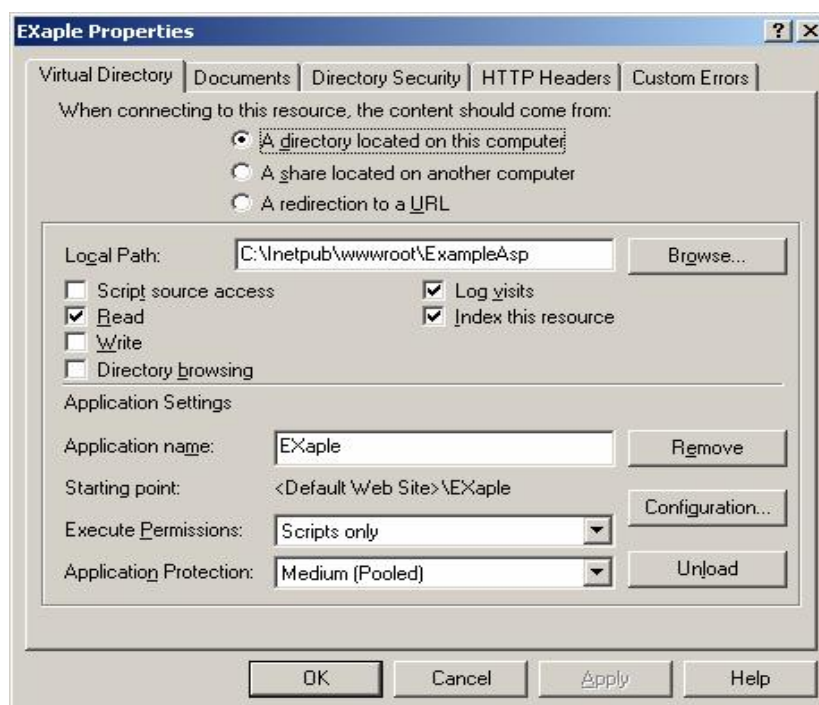 EXaple Properties
Virtual Directory Documents Directory Security HTTP Headers Custom Errors
When connecting to this resource, the content should come from:
A directory located on this computer
A share located on another computer
A redirection to a URL
Local Path: C:\Inetpub\wwwroot\ExampleAsp Browse...
Script source access Log visits
Read Index this resource
Write
Directory browsing
Application Settings
Application name: EXaple Remove
Starting point: <Default Web Site>\EXaple
Configuration...
Execute Permissions: Scripts only
Application Protection: Medium (Pooled) Unload
OK Cancel Apply Help